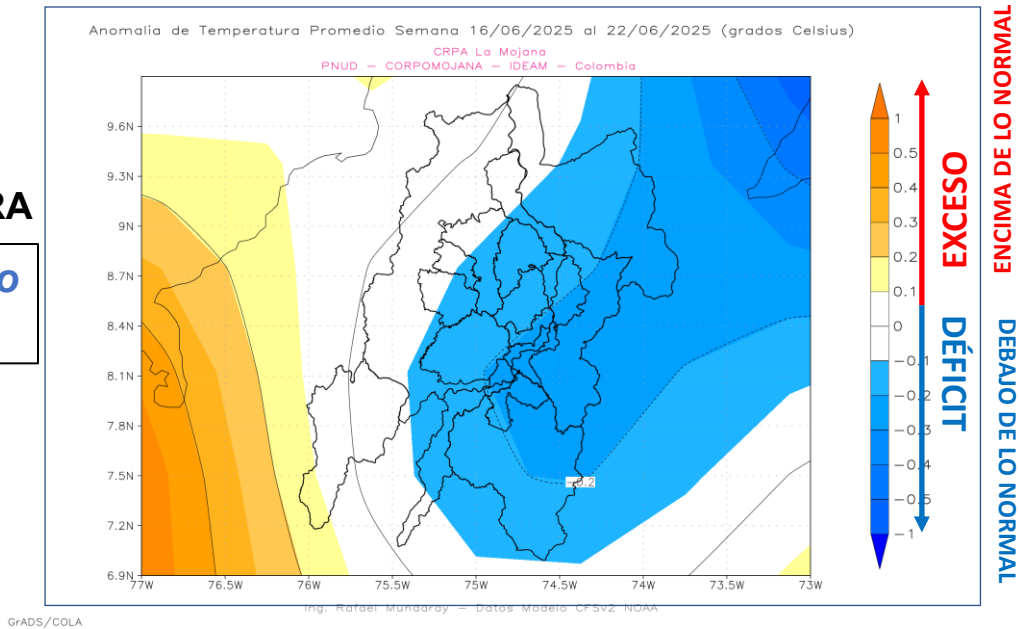 Anomalia de Temperatura Promedio Semana 16/06/2025 al 22/06/2025 (grados Celsius)
CRPA La Mojana
PNUD – CORPOMOJANA – IDEAM – Colombia
RA
o
9.6N
9.3N
9N
8.7N
8.4N
8.1N
7.8N
7.5N
7.2N
6.9N
77W
76.5W
76W
75.5W
75W
74.5W
74W
73.5W
73W
−0.2
1
0.5
0.4
0.3
0.2
0.1
0
−0.1
−0.2
−0.3
−0.4
−0.5
−1
EXCESO
DÉFICIT
ENCIMA DE LO NORMAL
DEBAJO DE LO NORMAL
Ing. Rafael Mundaray – Datos Modelo CFSv2 NOAA
GrADS/COLA